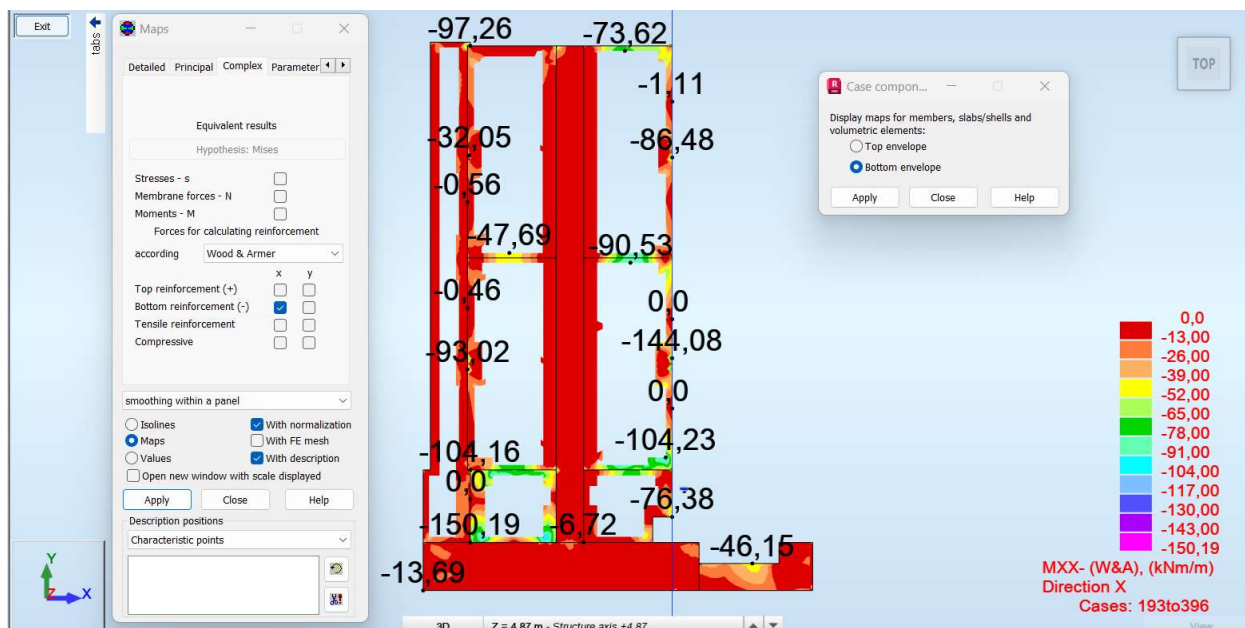 Exit
tabs
Maps
Detailed Principal Complex Parameter
Equivalent results
Hypothesis: Mises
Stresses - s
Membrane forces - N
Moments - M
Forces for calculating reinforcement
according Wood & Armer
x y
Top reinforcement (+)
Bottom reinforcement (-)
Tensile reinforcement
Compressive
smoothing within a panel
Isolines With normalization
Maps With FE mesh
Values With description
Open new window with scale displayed
Apply Close Help
Description positions
Characteristic points
Y
Z X
-97,26 -73,62
-1,11
-32,05 -86,48
-0,56
-47,69 -90,53
-0,46 0,0
-93,02 -144,08
0,0
-104,16 -104,23
0,0 -76,38
-150,19 -6,72
-46,15
-13,69
3D Z = 4,87 m - Structure axis +4,87
Case compon...
Display maps for members, slabs/shells and
volumetric elements:
Top envelope
Bottom envelope
Apply Close Help
TOP
0,0
-13,00
-26,00
-39,00
-52,00
-65,00
-78,00
-91,00
-104,00
-117,00
-130,00
-143,00
-150,19
MXX- (W&A), (kNm/m)
Direction X
Cases: 193to396
View